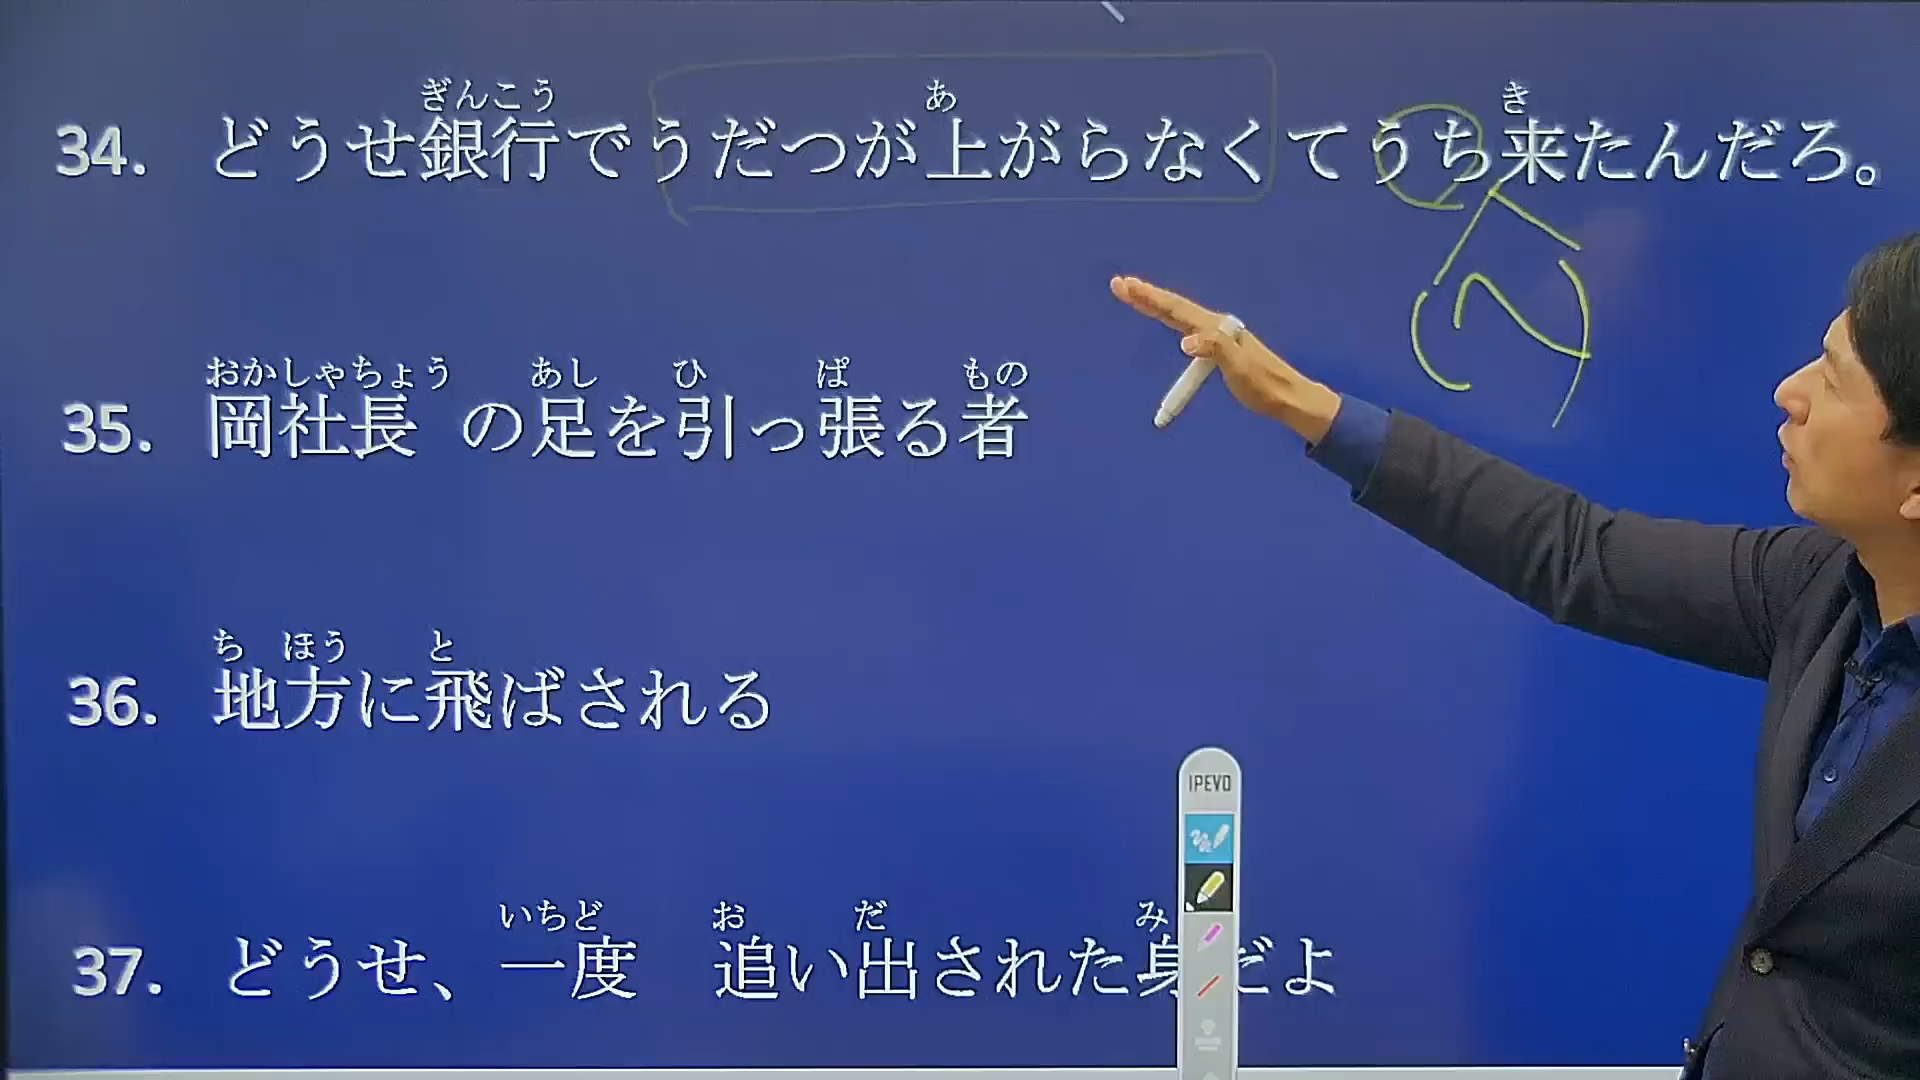 ぎんこう あ き
34. どうせ銀行でうだつが上がらなくてうち来たんだろ。
(へ)
おかしゃちょう あし ひ ぱ もの
35. 岡社長 の足を引っ張る者
ち ほう と
36. 地方に飛ばされる
IPEVO
いちど お だ み
37. どうせ、一度 追い出された身だよ